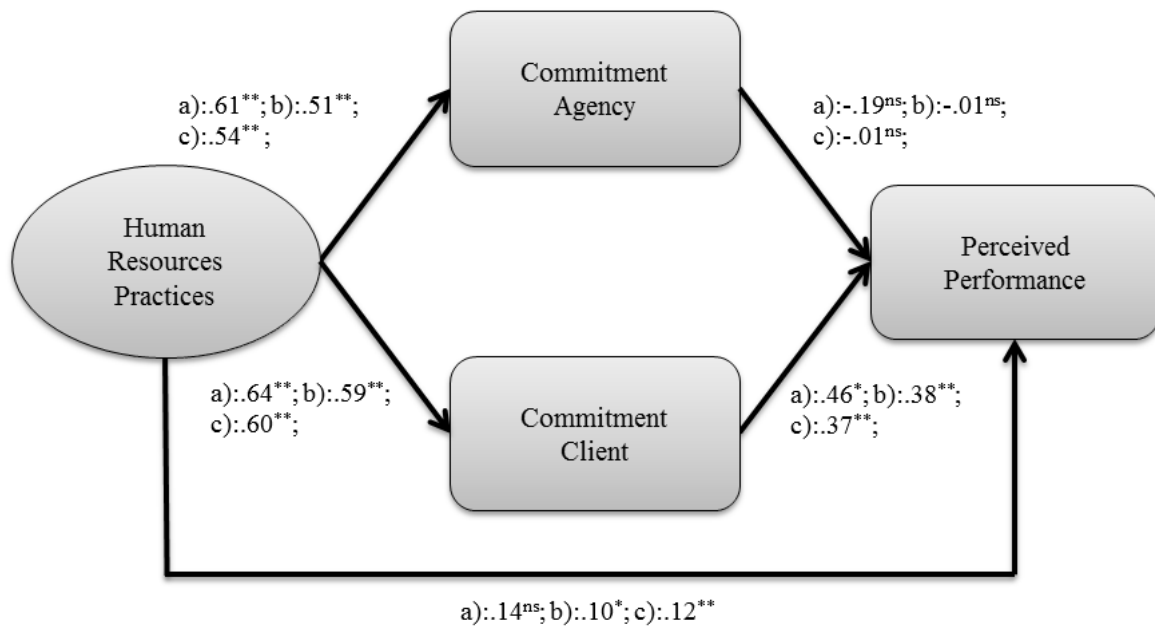 Commitment
Agency
a):.61**; b):.51**;
c):.54**;
a):-.19ns; b):-.01ns;
c):-.01ns;
Human
Resources
Practices
Perceived
Performance
a):.64**; b):.59**;
c):.60**;
Commitment
Client
a):.46*; b):.38**;
c):.37**;
a):.14ns; b):.10*; c):.12**